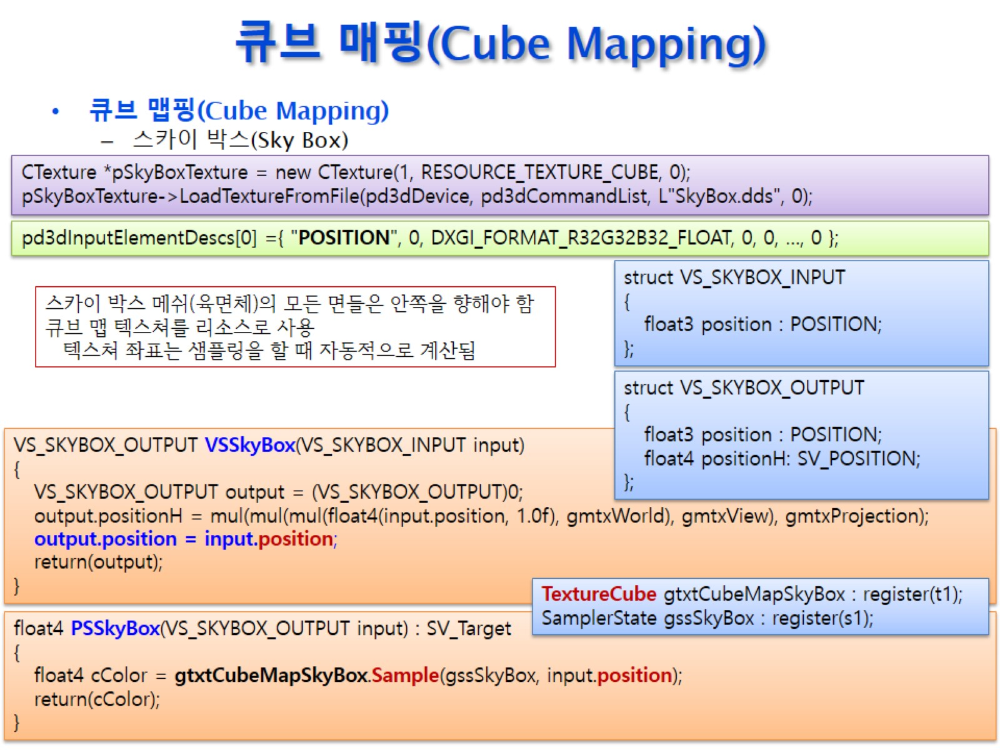 큐브 매핑(Cube Mapping)
• 큐브 맵핑(Cube Mapping)
– 스카이 박스(Sky Box)
CTexture *pSkyBoxTexture = new CTexture(1, RESOURCE_TEXTURE_CUBE, 0);
pSkyBoxTexture->LoadTextureFromFile(pd3dDevice, pd3dCommandList, L"SkyBox.dds", 0);
pd3dInputElementDescs[0] ={ "POSITION", 0, DXGI_FORMAT_R32G32B32_FLOAT, 0, 0, ..., 0 };
스카이 박스 메쉬(육면체)의 모든 면들은 안쪽을 향해야 함
큐브 맵 텍스쳐를 리소스로 사용
텍스쳐 좌표는 샘플링을 할 때 자동적으로 계산됨
struct VS_SKYBOX_INPUT
{
float3 position : POSITION;
};
struct VS_SKYBOX_OUTPUT
{
float3 position : POSITION;
float4 positionH: SV_POSITION;
};
VS_SKYBOX_OUTPUT VSSkyBox(VS_SKYBOX_INPUT input)
{
VS_SKYBOX_OUTPUT output = (VS_SKYBOX_OUTPUT)0;
output.positionH = mul(mul(mul(float4(input.position, 1.0f), gmtxWorld), gmtxView), gmtxProjection);
output.position = input.position;
return(output);
}
TextureCube gtxtCubeMapSkyBox : register(t1);
SamplerState gssSkyBox : register(s1);
float4 PSSkyBox(VS_SKYBOX_OUTPUT input) : SV_Target
{
float4 cColor = gtxtCubeMapSkyBox.Sample(gssSkyBox, input.position);
return(cColor);
}